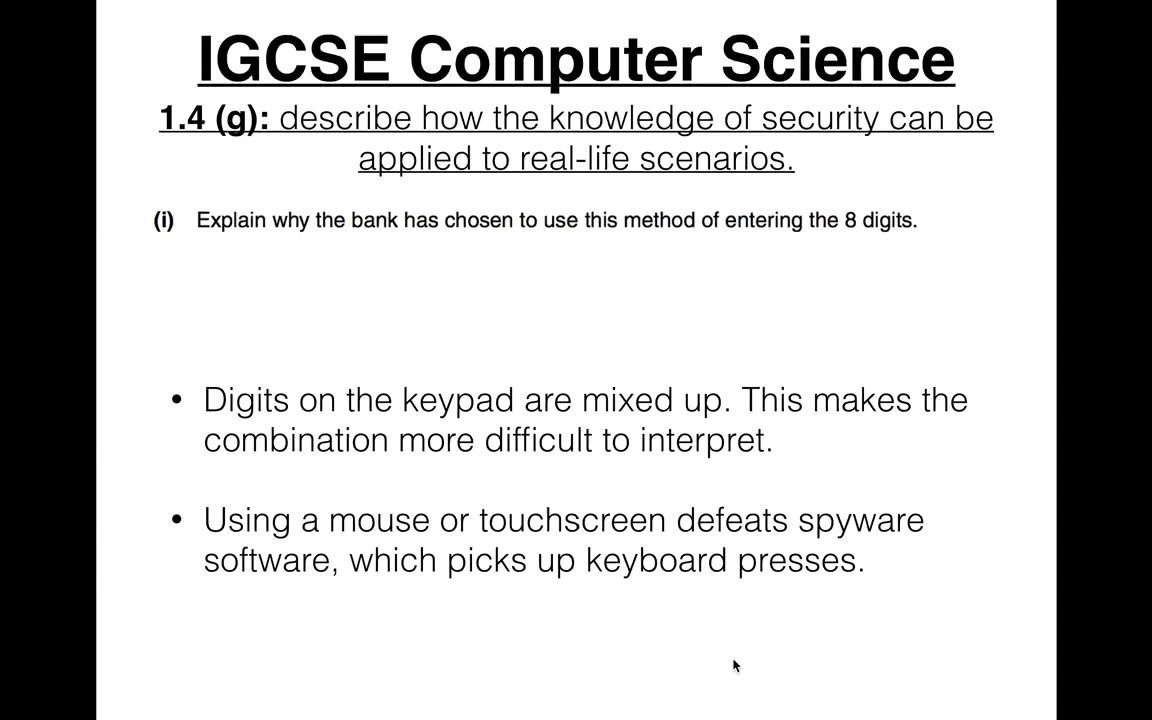 IGCSE Computer Science
1.4 (g): describe how the knowledge of security can be
applied to real-life scenarios.
(i) Explain why the bank has chosen to use this method of entering the 8 digits.
• Digits on the keypad are mixed up. This makes the
combination more difficult to interpret.
• Using a mouse or touchscreen defeats spyware
software, which picks up keyboard presses.